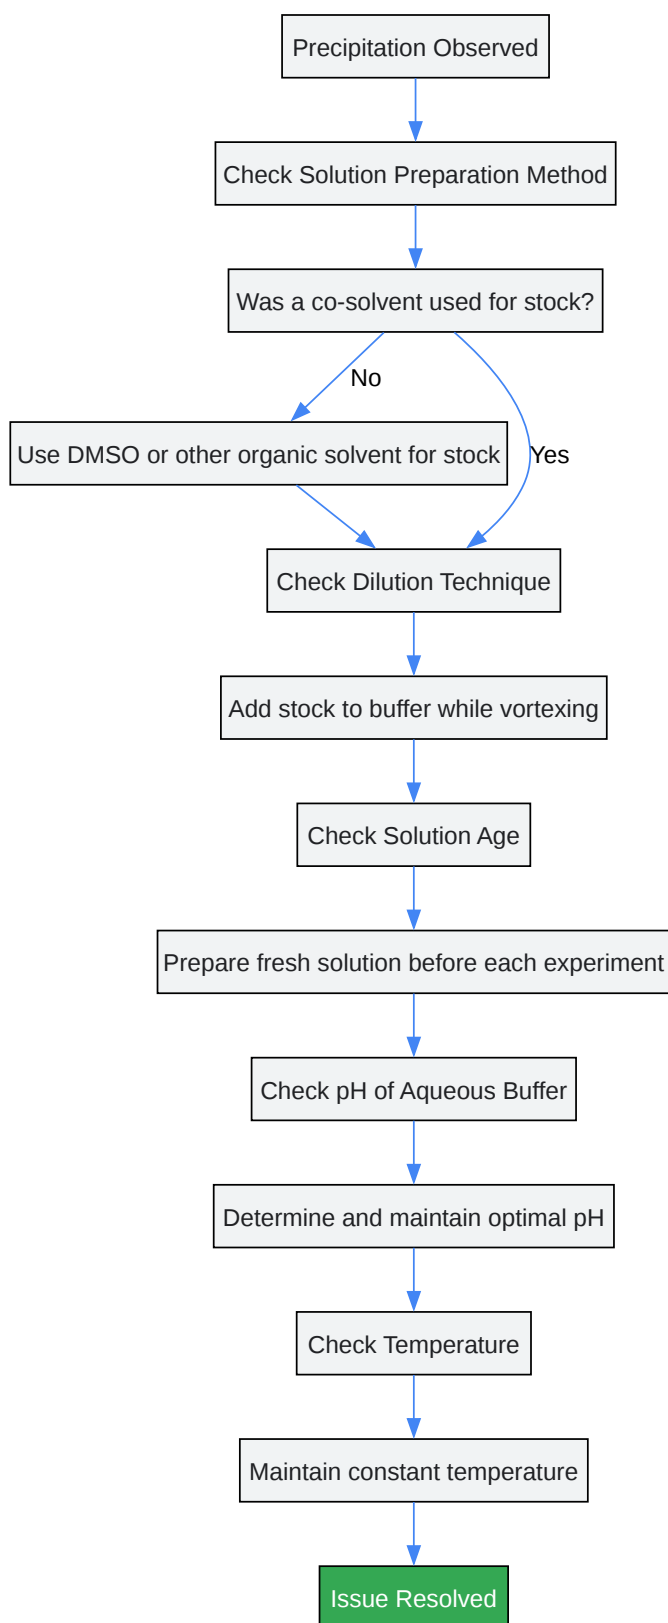 Precipitation Observed
Check Solution Preparation Method
Was a co-solvent used for stock?
No
Use DMSO or other organic solvent for stock
Yes
Check Dilution Technique
Add stock to buffer while vortexing
Check Solution Age
Prepare fresh solution before each experiment
Check pH of Aqueous Buffer
Determine and maintain optimal pH
Check Temperature
Maintain constant temperature
Issue Resolved